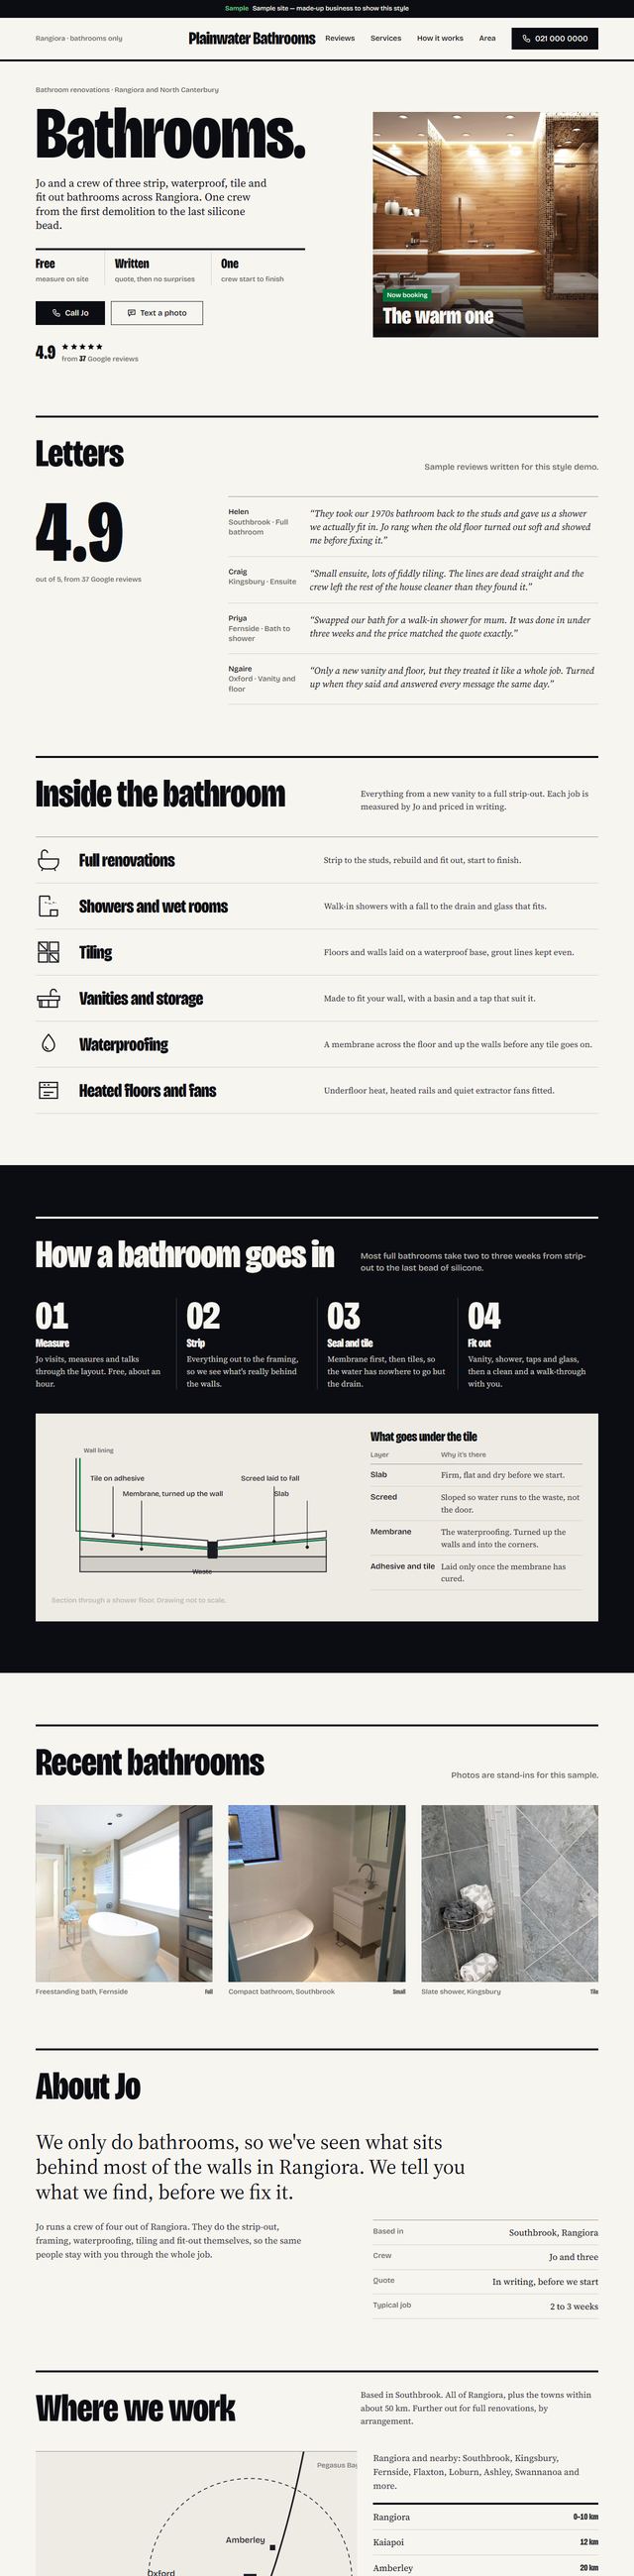 Sample Sample site — made-up business to show this style
Rangiora · bathrooms only
Plainwater Bathrooms
Reviews
Services
How it works
Area
021 000 0000
Bathroom renovations · Rangiora and North Canterbury
Bathrooms.
Jo and a crew of three strip, waterproof, tile and
fit out bathrooms across Rangiora. One crew
from the first demolition to the last silicone
bead.
Free
measure on site
Written
quote, then no surprises
One
crew start to finish
Call Jo
Text a photo
4.9
from 37 Google reviews
Now booking
The warm one
Letters
Sample reviews written for this style demo.
4.9
out of 5, from 37 Google reviews
Helen
Southbrook · Full
bathroom
“They took our 1970s bathroom back to the studs and gave us a shower
we actually fit in. Jo rang when the old floor turned out soft and showed
me before fixing it.”
Craig
Kingsbury · Ensuite
“Small ensuite, lots of fiddly tiling. The lines are dead straight and the
crew left the rest of the house cleaner than they found it.”
Priya
Fernside · Bath to
shower
“Swapped our bath for a walk-in shower for mum. It was done in under
three weeks and the price matched the quote exactly.”
Ngaire
Oxford · Vanity and
floor
“Only a new vanity and floor, but they treated it like a whole job. Turned
up when they said and answered every message the same day.”
Inside the bathroom
Everything from a new vanity to a full strip-out. Each job is
measured by Jo and priced in writing.
Full renovations
Strip to the studs, rebuild and fit out, start to finish.
Showers and wet rooms
Walk-in showers with a fall to the drain and glass that fits.
Tiling
Floors and walls laid on a waterproof base, grout lines kept even.
Vanities and storage
Made to fit your wall, with a basin and a tap that suit it.
Waterproofing
A membrane across the floor and up the walls before any tile goes on.
Heated floors and fans
Underfloor heat, heated rails and quiet extractor fans fitted.
How a bathroom goes in
Most full bathrooms take two to three weeks from strip-
out to the last bead of silicone.
01
Measure
Jo visits, measures and talks
through the layout. Free, about an
hour.
02
Strip
Everything out to the framing,
so we see what's really behind
the walls.
03
Seal and tile
Membrane first, then tiles, so
the water has nowhere to go but
the drain.
04
Fit out
Vanity, shower, taps and glass,
then a clean and a walk-through
with you.
Wall lining
Tile on adhesive
Screed laid to fall
Membrane, turned up the wall
Slab
Waste
Section through a shower floor. Drawing not to scale.
What goes under the tile
Layer
Why it's there
Slab
Firm, flat and dry before we start.
Screed
Sloped so water runs to the waste, not
the door.
Membrane
The waterproofing. Turned up the
walls and into the corners.
Adhesive and tile
Laid only once the membrane has
cured.
Recent bathrooms
Photos are stand-ins for this sample.
Freestanding bath, Fernside
Full
Compact bathroom, Southbrook
Small
Slate shower, Kingsbury
Tile
About Jo
We only do bathrooms, so we've seen what sits
behind most of the walls in Rangiora. We tell you
what we find, before we fix it.
Jo runs a crew of four out of Rangiora. They do the strip-out,
framing, waterproofing, tiling and fit-out themselves, so the same
people stay with you through the whole job.
Based in
Southbrook, Rangiora
Crew
Jo and three
Quote
In writing, before we start
Typical job
2 to 3 weeks
Where we work
Based in Southbrook. All of Rangiora, plus the towns within
about 50 km. Further out for full renovations, by
arrangement.
Pegasus Bay
Amberley
Oxford
Rangiora and nearby: Southbrook, Kingsbury,
Fernside, Flaxton, Loburn, Ashley, Swannanoa and
more.
Rangiora
0–10 km
Kaiapoi
12 km
Amberley
20 km